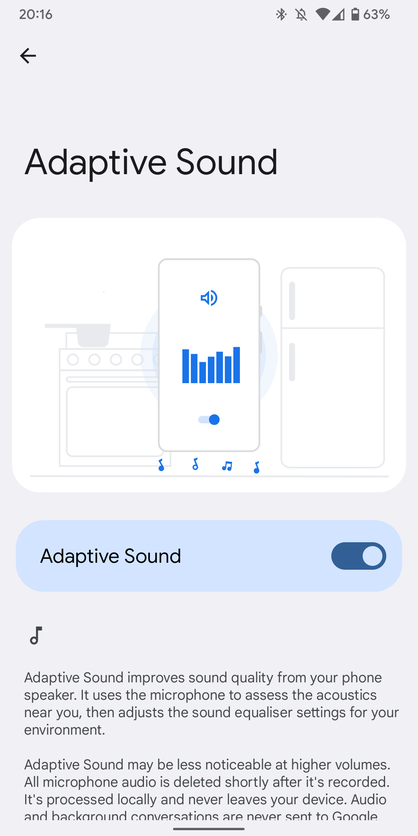 20:16
63%
Adaptive Sound
Adaptive Sound
Adaptive Sound improves sound quality from your phone
speaker. It uses the microphone to assess the acoustics
near you, then adjusts the sound equaliser settings for your
environment.
Adaptive Sound may be less noticeable at higher volumes.
All microphone audio is deleted shortly after it's recorded.
It's processed locally and never leaves your device. Audio
and background conversations are never sent to Google